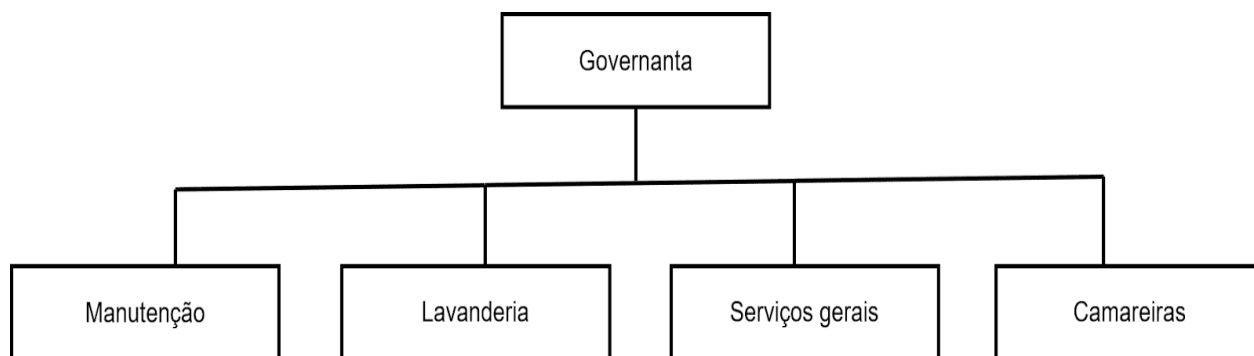 Governanta
Manutenção
Lavanderia
Serviços gerais
Camareiras